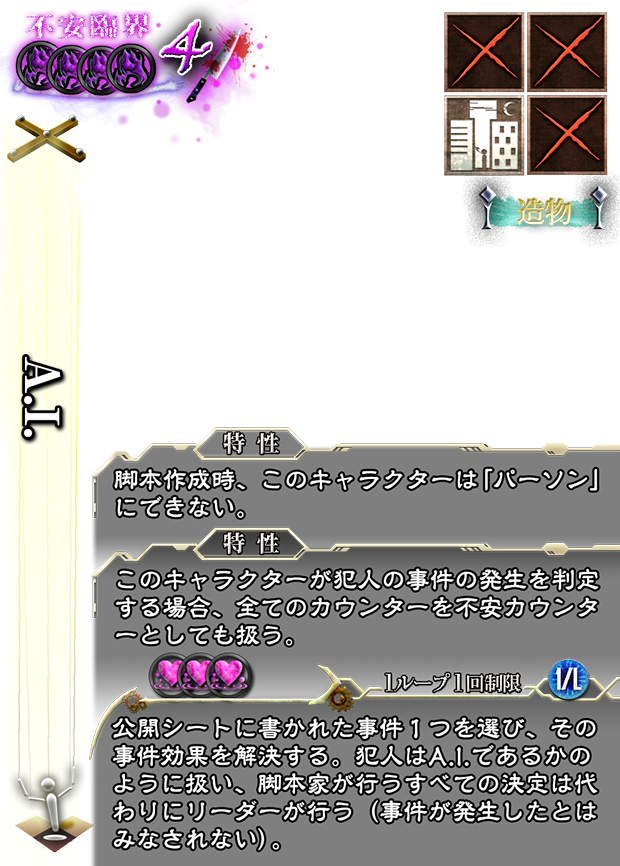 不安臨界
4
造物
A.I.
特性
脚本作成時、このキャラクターは「パーソン」
にできない。
特性
このキャラクターが犯人の事件の発生を判定
する場合、全てのカウンターを不安カウンタ
ーとしても扱う。
1ループ1回制限
1/L
公開シートに書かれた事件1つを選び、その
事件効果を解決する。犯人はA.I.であるかの
ように扱い、脚本家が行うすべての決定は代
わりにリーダーが行う（事件が発生したとは
みなされない）。